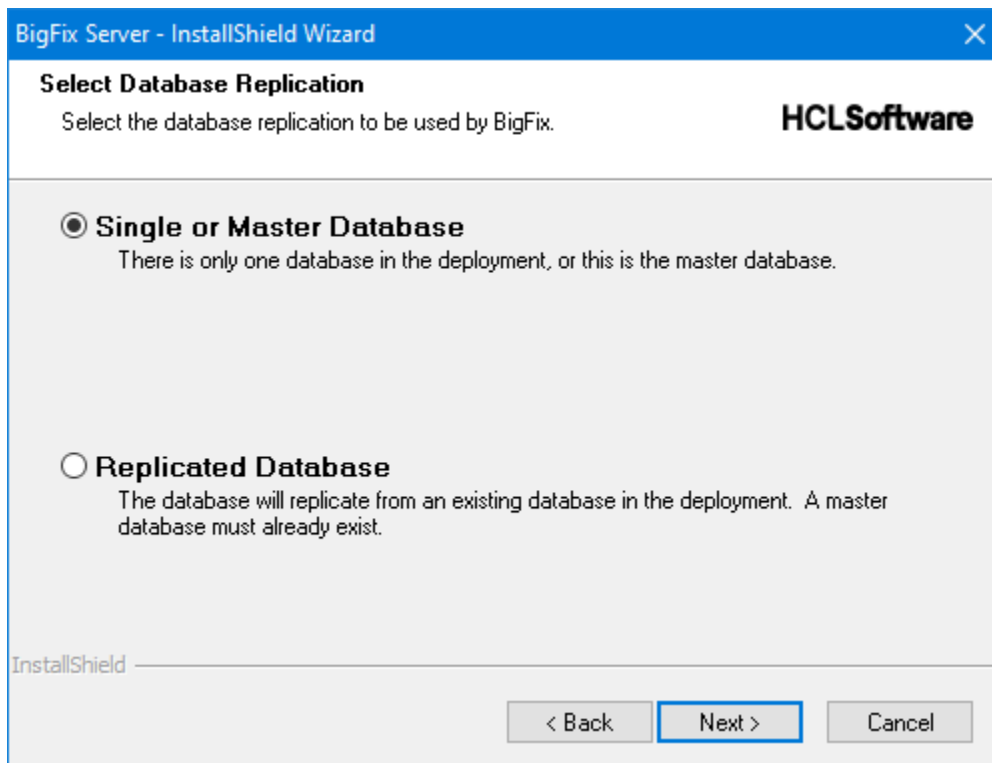 BigFix Server - InstallShield Wizard
Select Database Replication
Select the database replication to be used by BigFix.
HCLSoftware
Single or Master Database
There is only one database in the deployment, or this is the master database.
Replicated Database
The database will replicate from an existing database in the deployment.  A master
database must already exist.
InstallShield
< Back
Next >
Cancel